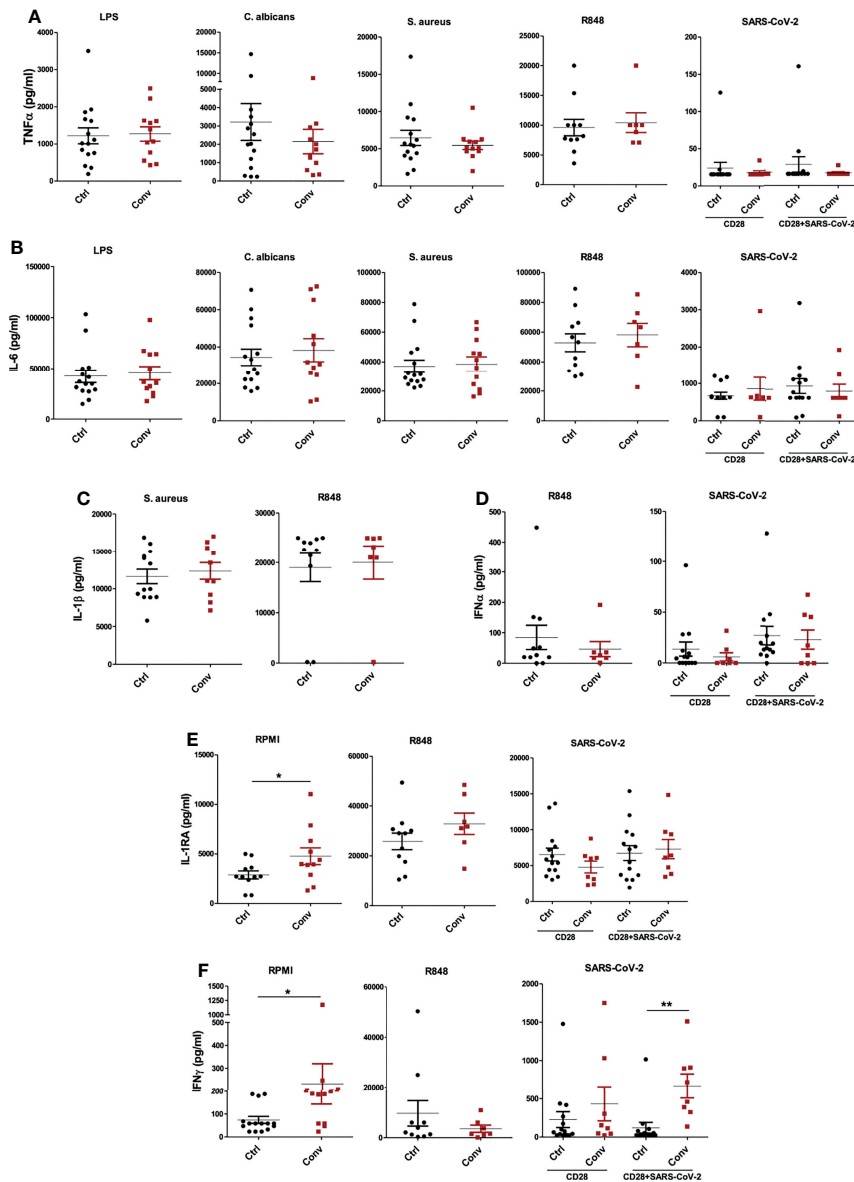 A
LPS
C. albicans
S. aureus
R848
SARS-CoV-2
TNFα (pg/ml)
4000
3000
2000
1000
0
20000
15000
10000
5000
4000
3000
2000
1000
0
20000
15000
10000
5000
0
25000
20000
15000
10000
5000
0
200
150
100
50
0
Ctrl Conv
Ctrl Conv
Ctrl Conv
Ctrl Conv
Ctrl Conv Ctrl Conv
CD28 CD28+SARS-CoV-2
B
LPS
C. albicans
S. aureus
R848
SARS-CoV-2
IL-6 (pg/ml)
150000
100000
50000
0
80000
60000
40000
20000
0
100000
80000
60000
40000
20000
0
100000
80000
60000
40000
20000
0
4000
3000
2000
1000
0
Ctrl Conv
Ctrl Conv
Ctrl Conv
Ctrl Conv
Ctrl Conv Ctrl Conv
CD28 CD28+SARS-CoV-2
C
S. aureus
R848
IL-1β (pg/ml)
20000
15000
10000
5000
0
30000
20000
10000
0
Ctrl Conv
Ctrl Conv
D
R848
SARS-CoV-2
IFNα (pg/ml)
500
400
300
200
100
0
150
100
50
0
Ctrl Conv
Ctrl Conv Ctrl Conv
CD28 CD28+SARS-CoV-2
E
RPMI
R848
SARS-CoV-2
IL-1RA (pg/ml)
15000
10000
5000
0
*
60000
40000
20000
0
20000
15000
10000
5000
0
Ctrl Conv
Ctrl Conv
Ctrl Conv Ctrl Conv
CD28 CD28+SARS-CoV-2
F
RPMI
R848
SARS-CoV-2
IFNγ (pg/ml)
1500
1250
1000
750
500
400
300
200
100
0
*
60000
40000
20000
0
2000
1500
1000
500
0
**
Ctrl Conv
Ctrl Conv
Ctrl Conv Ctrl Conv
CD28 CD28+SARS-CoV-2